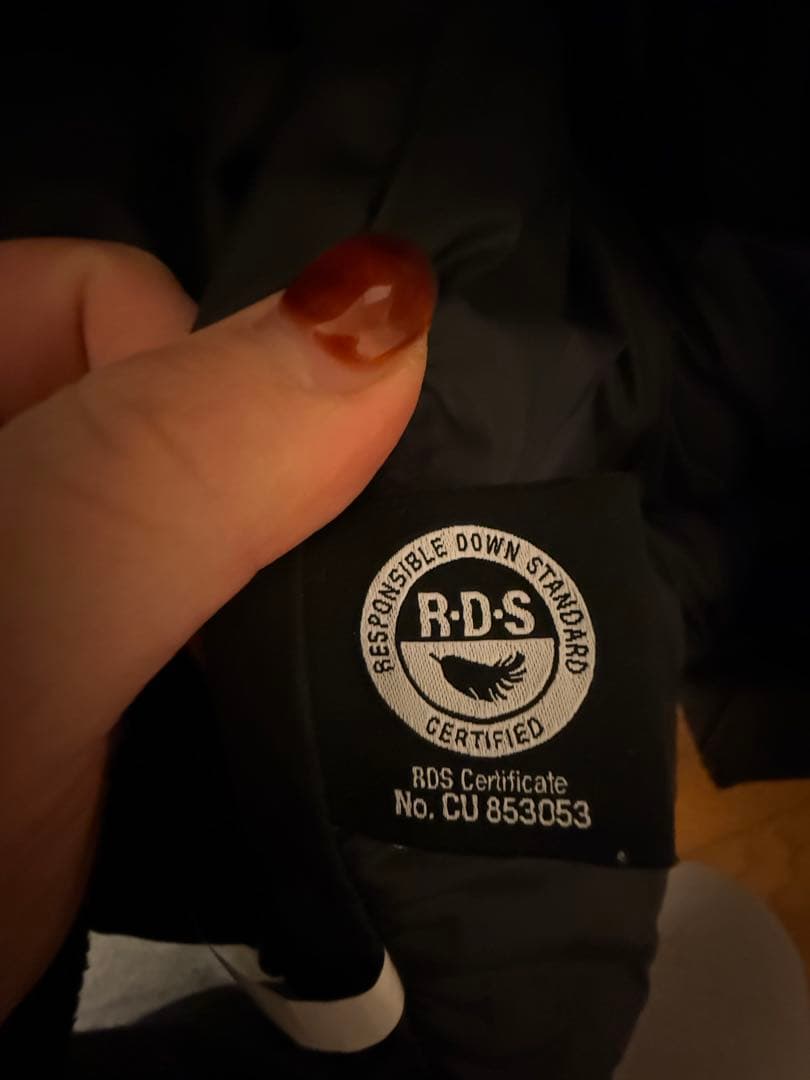 RESPONSIBLE DOWN STANDARD
R·D·S
CERTIFIED
RDS Certificate
No. CU 853053